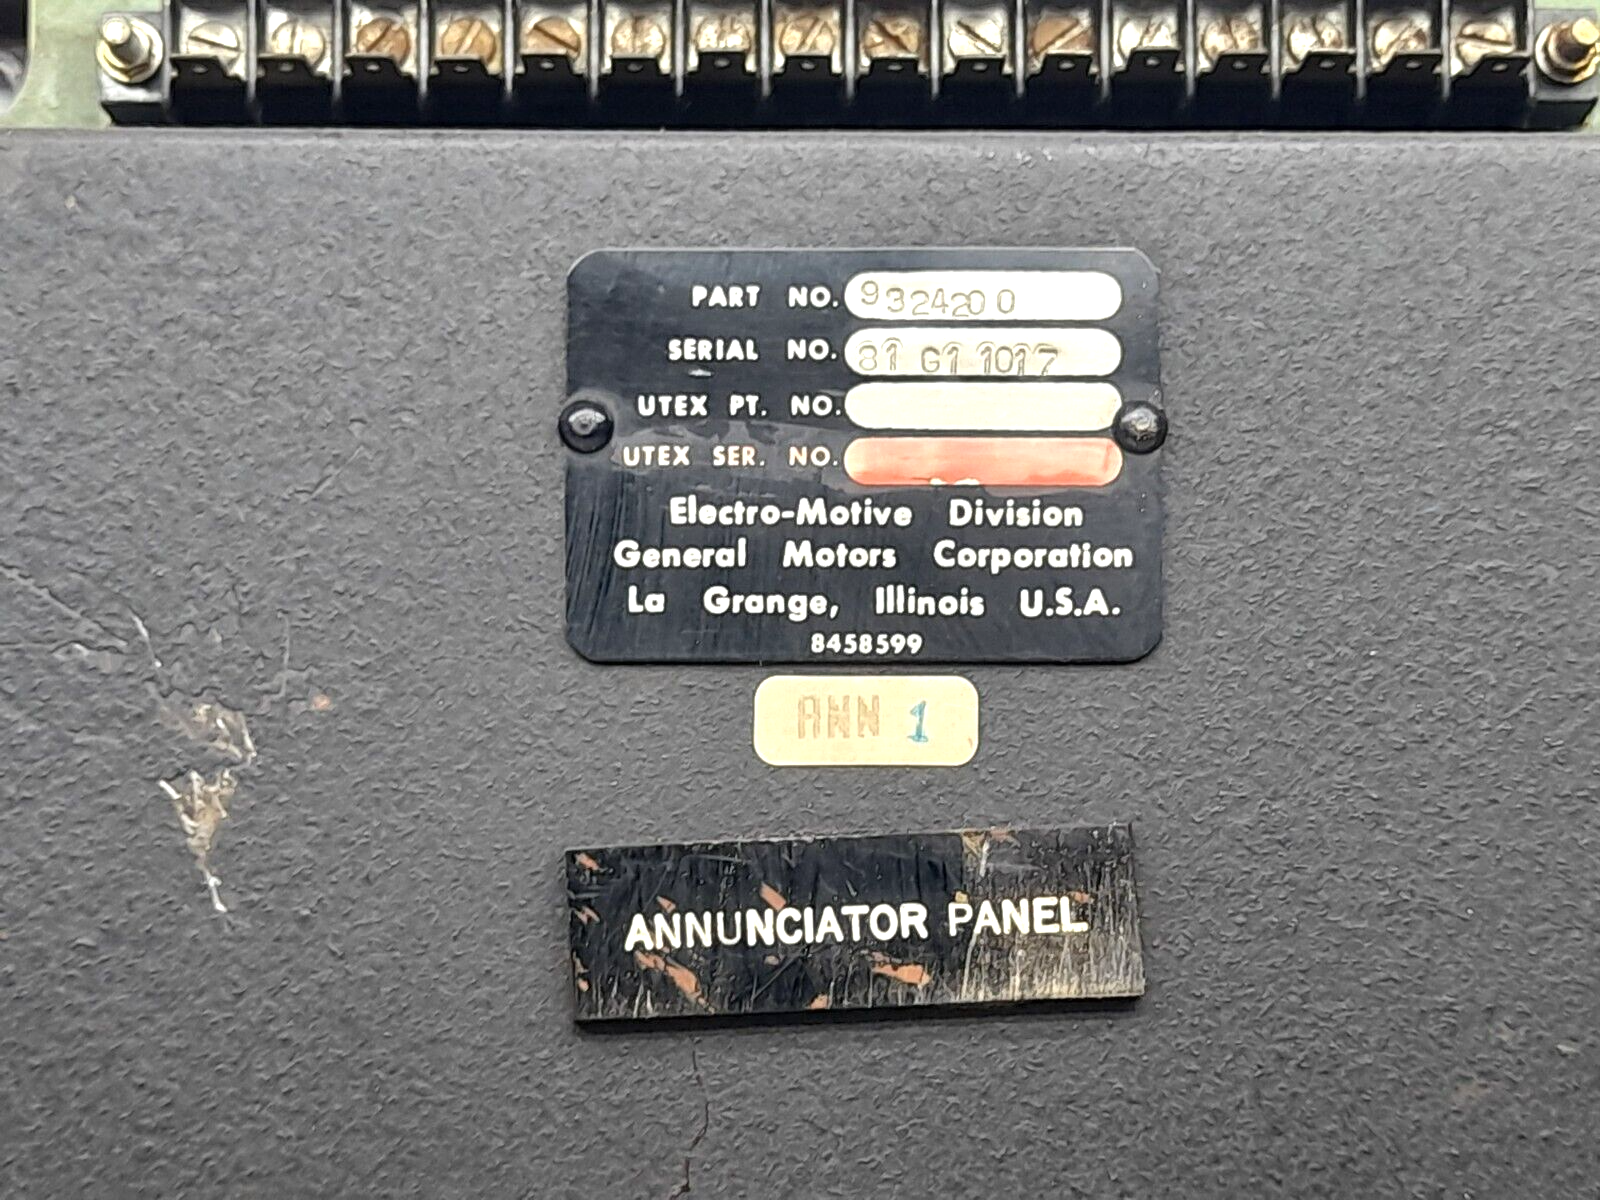 PART NO. 9324200
SERIAL NO. 81 G1 1017
UTEX PT. NO.
UTEX SER. NO.
Electro-Motive Division
General Motors Corporation
La Grange, Illinois U.S.A.
8458599
ANN 1
ANNUNCIATOR PANEL